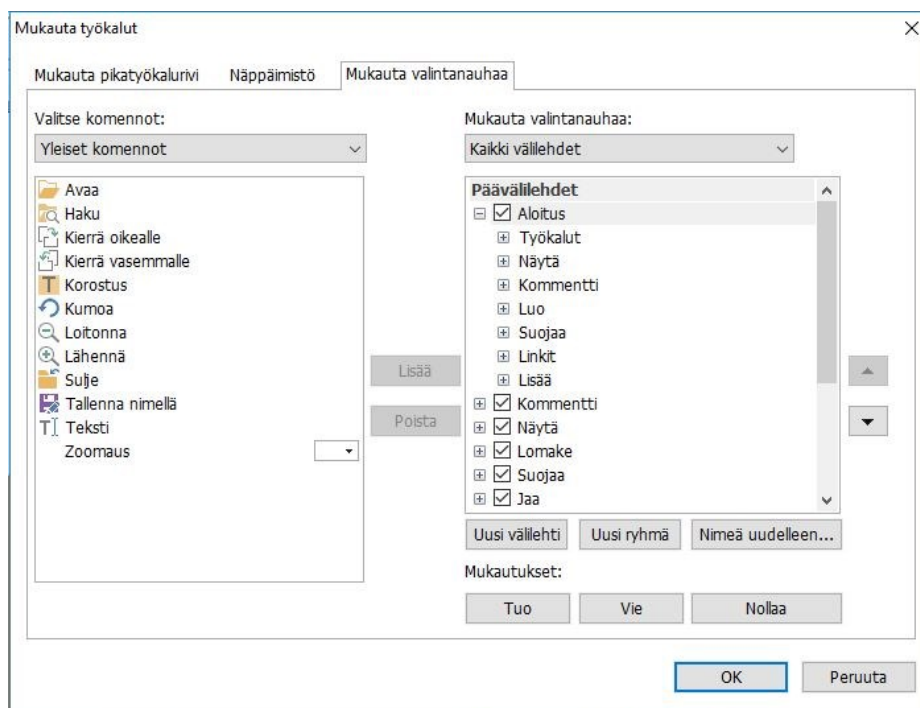 Mukauta työkalut
Mukauta pikatyökalurivi
Näppäimistö
Mukauta valintanauhaa
Valitse komennot:
Yleiset komennot
Avaa
Haku
Kierrä oikealle
Kierrä vasemmalle
Korostus
Kumoa
Loitonna
Lähennä
Sulje
Tallenna nimellä
Teksti
Zoomaus
Lisää
Poista
Mukauta valintanauhaa:
Kaikki välilehdet
Päävälilehdet
Aloitus
Työkalut
Näytä
Kommentti
Luo
Suojaa
Linkit
Lisää
Kommentti
Näytä
Lomake
Suojaa
Jaa
Uusi välilehti
Uusi ryhmä
Nimeä uudelleen...
Mukautukset:
Tuo
Vie
Nollaa
OK
Peruuta